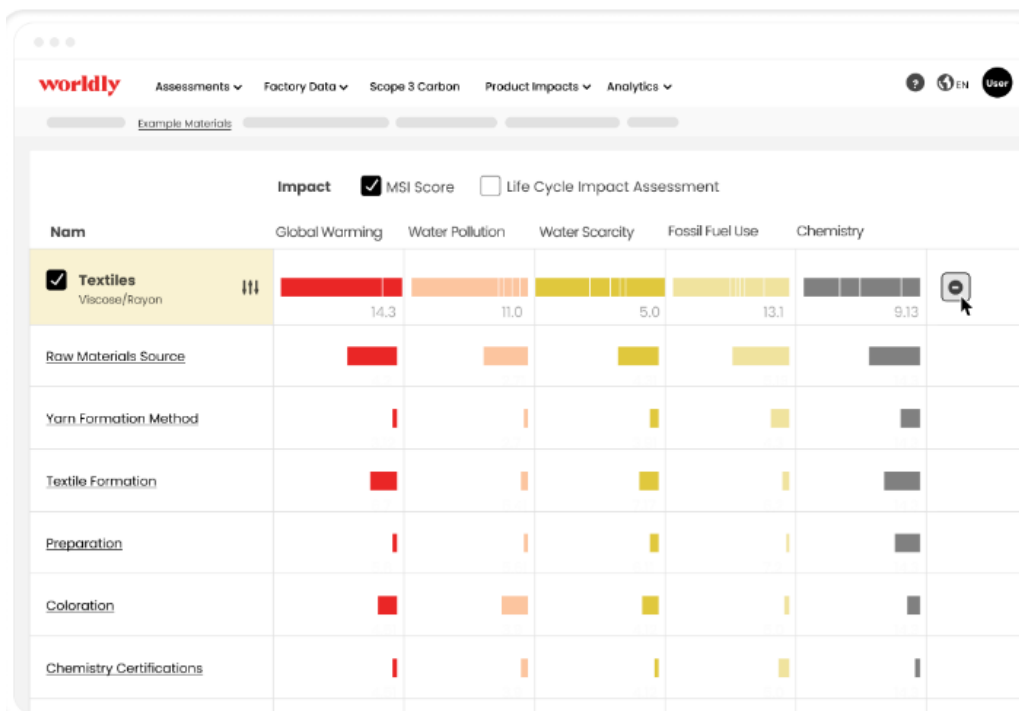 worldly
Assessments Factory Data Scope 3 Carbon Product Impacts Analytics ? EN User
Example Materials
Impact MSI Score Life Cycle Impact Assessment
Nam Global Warming Water Pollution Water Scarcity Fossil Fuel Use Chemistry
Textiles
Viscose/Rayon
14.3 11.0 5.0 13.1 9.13
Raw Materials Source
Yarn Formation Method
Textile Formation
Preparation
Coloration
Chemistry Certifications